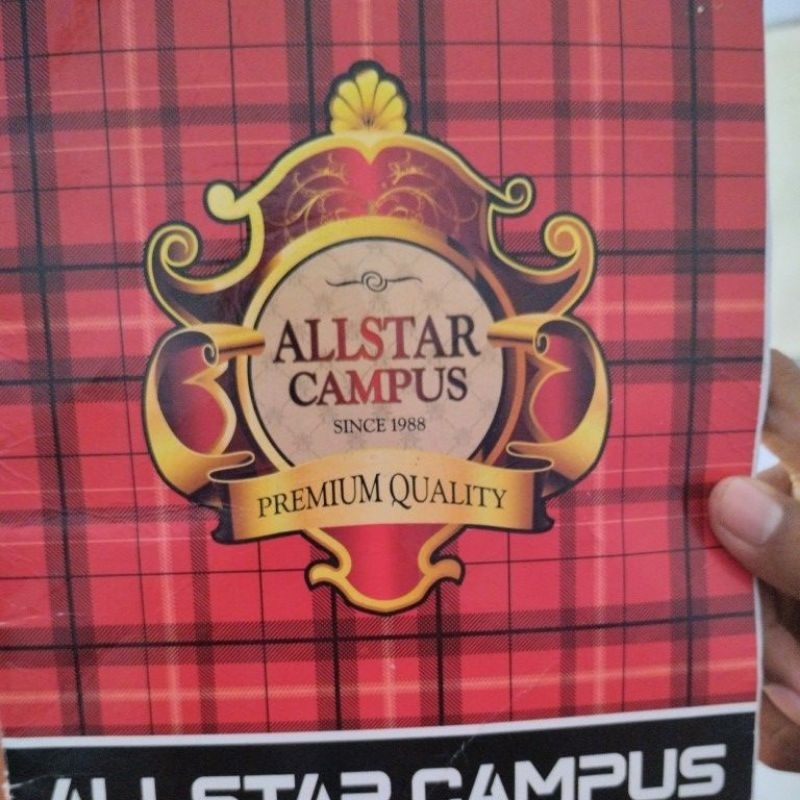 ALLSTAR
CAMPUS
SINCE 1988
PREMIUM QUALITY
ALLSTAR CAMPUS